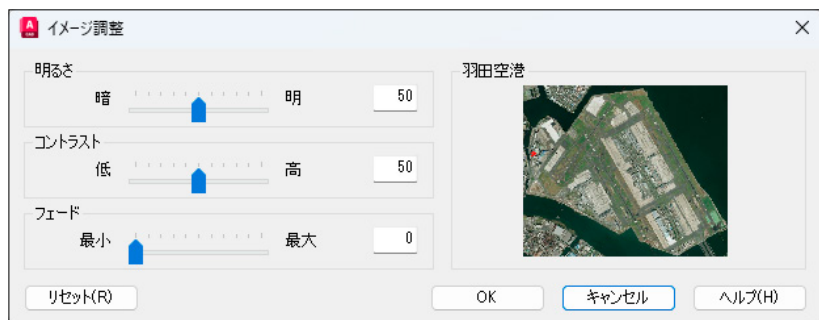 A CAD イメージ調整
明るさ
暗 明 50
コントラスト
低 高 50
フェード
最小 最大 0
羽田空港
リセット(R) OK キャンセル ヘルプ(H)